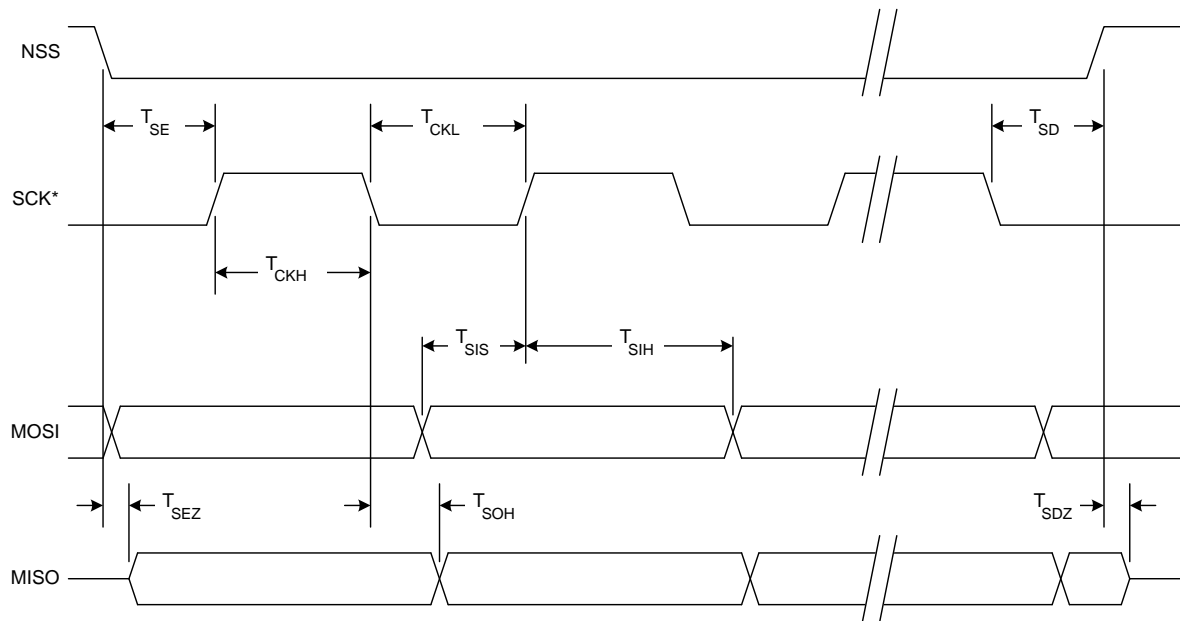 NSS
T_SE
T_CKL
T_SD
SCK*
T_CKH
T_SIS
T_SIH
MOSI
T_SEZ
T_SOH
T_SDZ
MISO